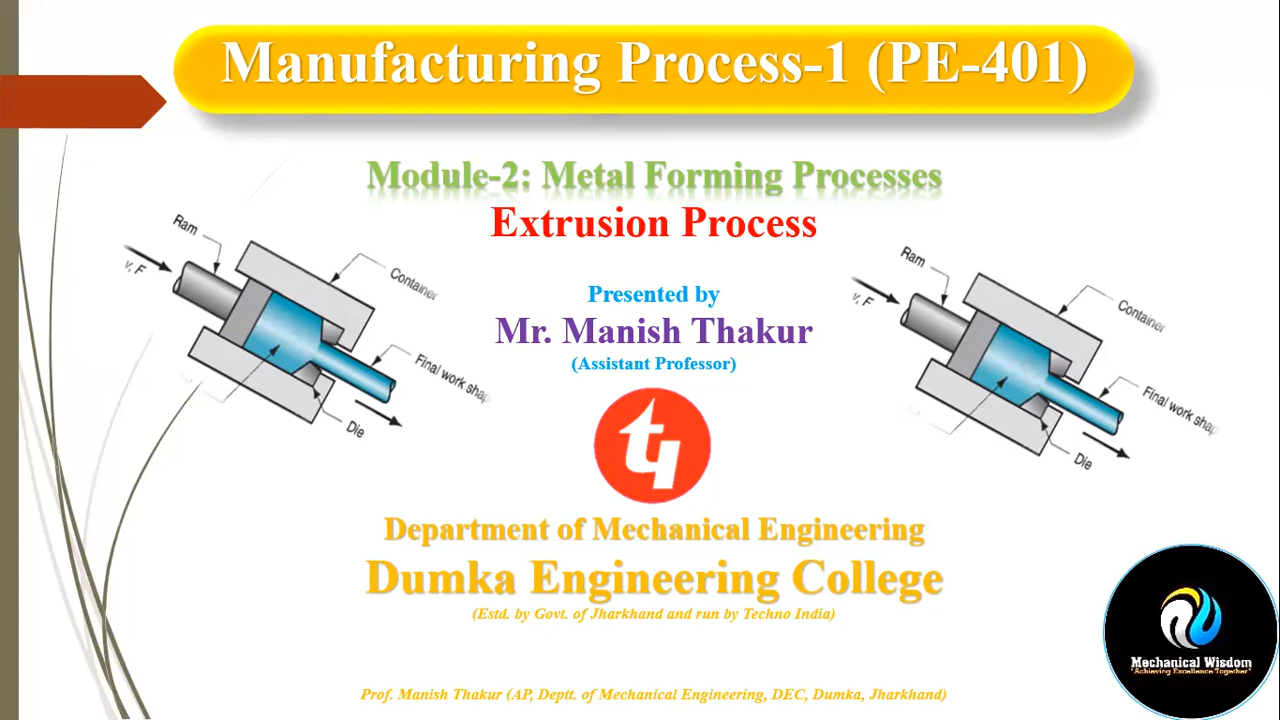 Manufacturing Process-1 (PE-401)
Module-2: Metal Forming Processes
Extrusion Process
Ram
v, F
Container
Final work shap
Die
Ram
v, F
Container
Final work shap
Die
Presented by
Mr. Manish Thakur
(Assistant Professor)
Department of Mechanical Engineering
Dumka Engineering College
(Estd. by Govt. of Jharkhand and run by Techno India)
Mechanical Wisdom
"Achieving Excellence Together"
Prof. Manish Thakur (AP, Deptt. of Mechanical Engineering, DEC, Dumka, Jharkhand)